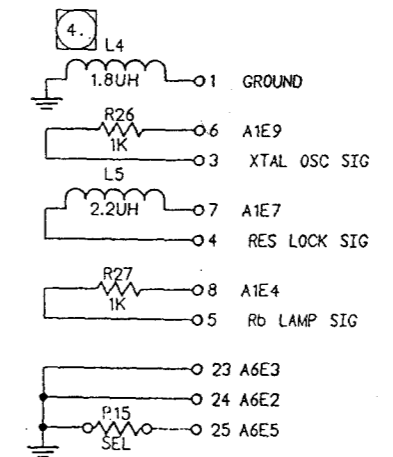 4.
L4
1.8UH
1 GROUND
R26
6 A1E9
1K
3 XTAL OSC SIG
L5
2.2UH
7 A1E7
4 RES LOCK SIG
R27
8 A1E4
1K
5 Rb LAMP SIG
23 A6E3
24 A6E2
R15
25 A6E5
SEL